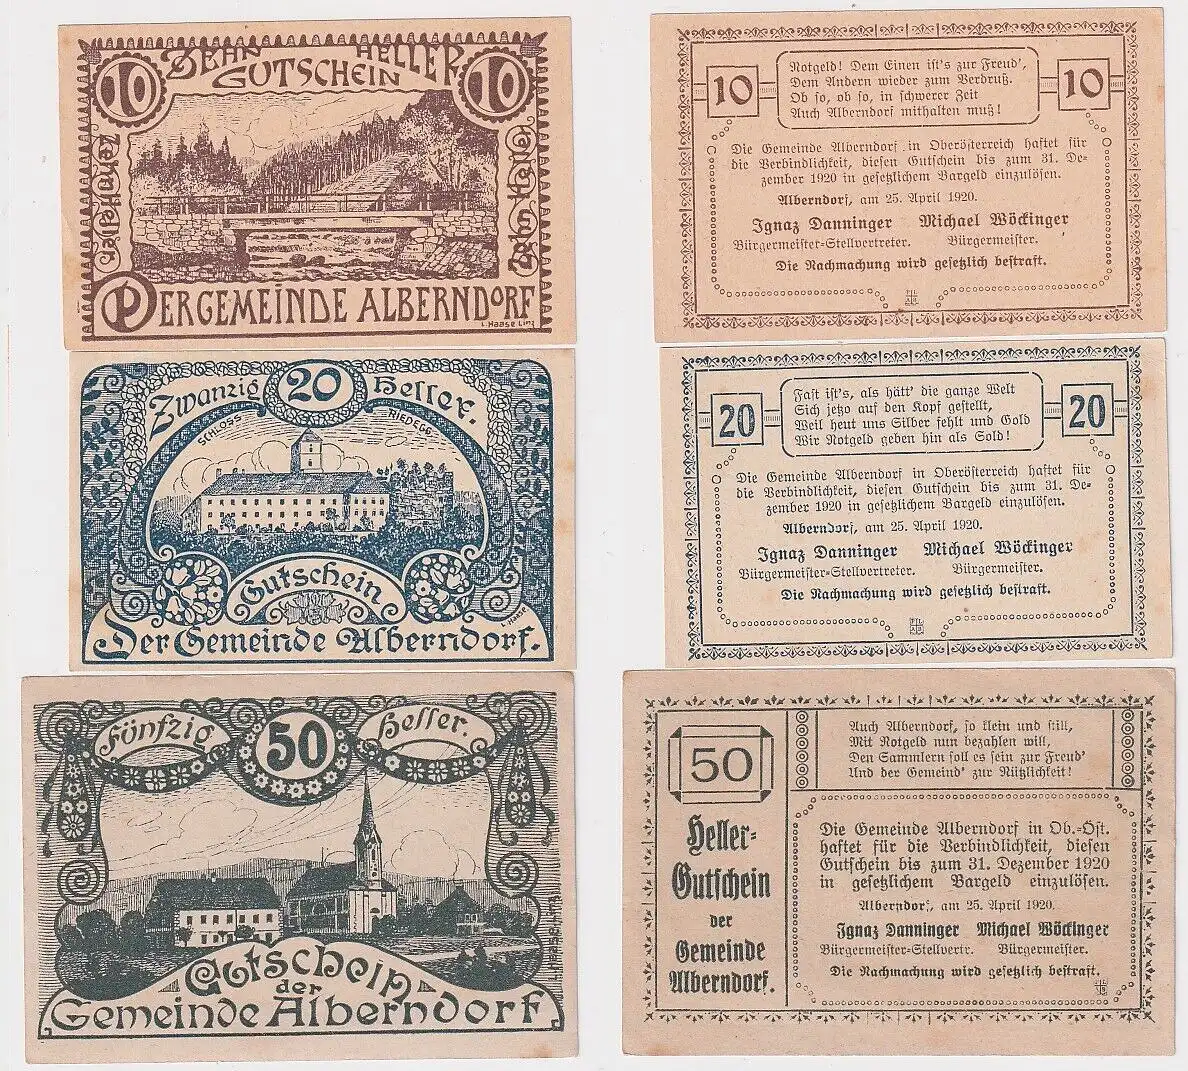 ZEHN HELLER
GUTSCHEIN
10 10
Zehn Heller
DER GEMEINDE ALBERNDORF
L. Haase Linz
10
Notgeld! Dem Einen ist's zur Freud',
Dem Andern wieder zum Verdruß.
Ob so, ob so, in schwerer Zeit
Auch Alberndorf mithalten muß!
10
Die Gemeinde Alberndorf in Oberösterreich haftet für
die Verbindlichkeit, diesen Gutschein bis zum 31. De-
zember 1920 in gesetzlichem Bargeld einzulösen.
Alberndorf, am 25. April 1920.
Ignaz Danninger Michael Wöckinger
Bürgermeister-Stellvertreter. Bürgermeister.
Die Nachmachung wird gesetzlich bestraft.
Zwanzig 20 Heller.
SCHLOSS RIEDEGG
Gutschein
Der Gemeinde Alberndorf.
L. Haase
20
Fast ist's, als hätt' die ganze Welt
Sich jetzo auf den Kopf gestellt,
Weil heut uns Silber fehlt und Gold
Wir Notgeld geben hin als Sold!
20
Die Gemeinde Alberndorf in Oberösterreich haftet für
die Verbindlichkeit, diesen Gutschein bis zum 31. De-
zember 1920 in gesetzlichem Bargeld einzulösen.
Alberndorf, am 25. April 1920.
Ignaz Danninger Michael Wöckinger
Bürgermeister-Stellvertreter. Bürgermeister.
Die Nachmachung wird gesetzlich bestraft.
Fünfzig 50 Heller.
Gutschein
der
Gemeinde Alberndorf
50
Heller-
Gutschein
der
Gemeinde
Alberndorf.
Auch Alberndorf, so klein und still,
Mit Notgeld nun bezahlen will,
Den Sammlern soll es sein zur Freud'
Und der Gemeind' zur Nützlichkeit!
Die Gemeinde Alberndorf in Ob.-Öst.
haftet für die Verbindlichkeit, diesen
Gutschein bis zum 31. Dezember 1920
in gesetzlichem Bargeld einzulösen.
Alberndorf, am 25. April 1920.
Ignaz Danninger Michael Wöckinger
Bürgermeister-Stellvertr. Bürgermeister.
Die Nachmachung wird gesetzlich bestraft.